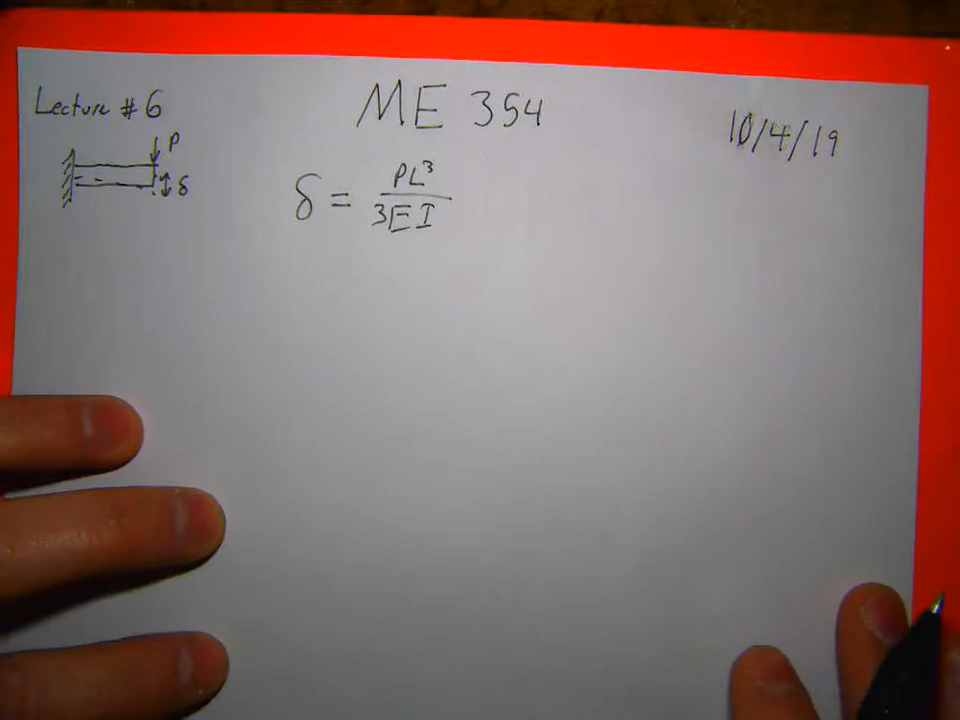 Lecture #6
ME 354
10/4/19
P
δ
δ = PL³ / 3EI